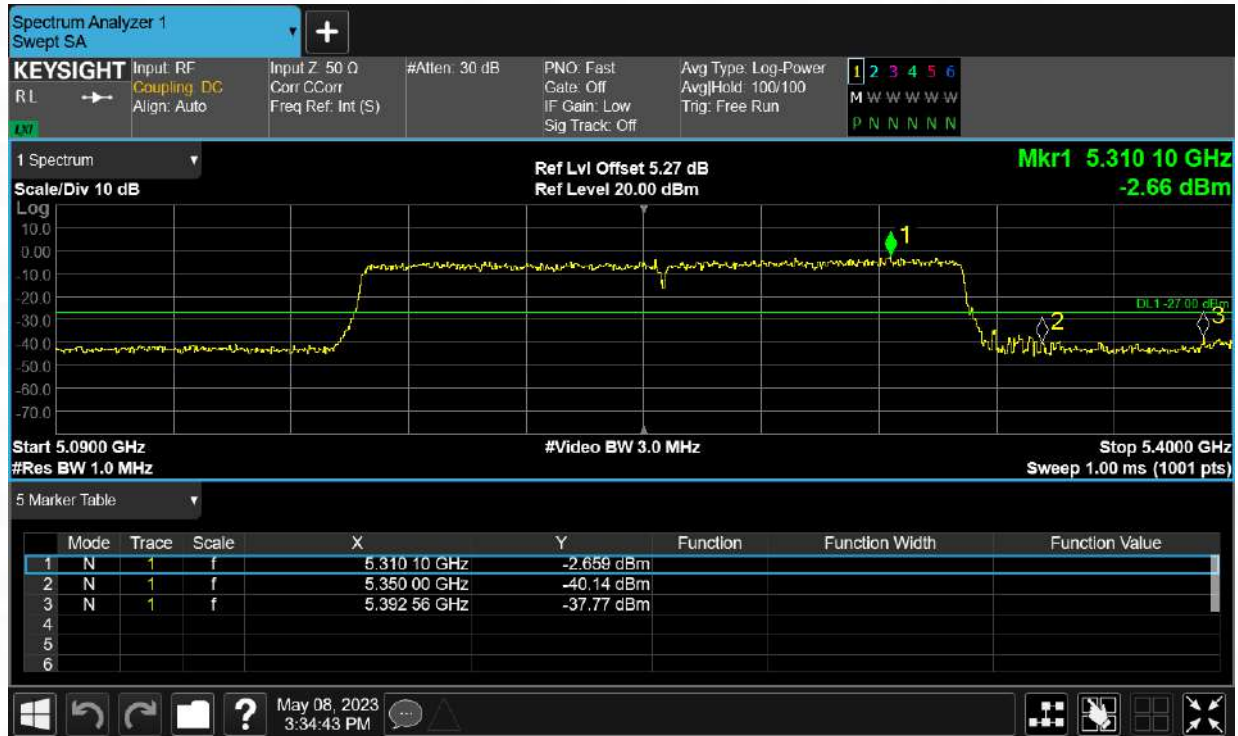 Spectrum Analyzer 1
Swept SA
+
KEYSIGHT
RL
LXI
Input: RF
Coupling: DC
Align: Auto
Input Z: 50 Ω
Corr CCorr
Freq Ref: Int (S)
#Atten: 30 dB
PNO: Fast
Gate: Off
IF Gain: Low
Sig Track: Off
Avg Type: Log-Power
Avg|Hold: 100/100
Trig: Free Run
1 2 3 4 5 6
M W W W W W
P N N N N N
1 Spectrum
Scale/Div 10 dB
Ref Lvl Offset 5.27 dB
Ref Level 20.00 dBm
Mkr1 5.310 10 GHz
-2.66 dBm
Log
10.0
0.00
-10.0
-20.0
-30.0
-40.0
-50.0
-60.0
-70.0
1
DL1 -27.00 dBm
2
3
Start 5.0900 GHz
#Res BW 1.0 MHz
#Video BW 3.0 MHz
Stop 5.4000 GHz
Sweep 1.00 ms (1001 pts)
5 Marker Table
Mode Trace Scale X Y Function Function Width Function Value
1 N 1 f 5.310 10 GHz -2.659 dBm
2 N 1 f 5.350 00 GHz -40.14 dBm
3 N 1 f 5.392 56 GHz -37.77 dBm
4
5
6
?
May 08, 2023
3:34:43 PM